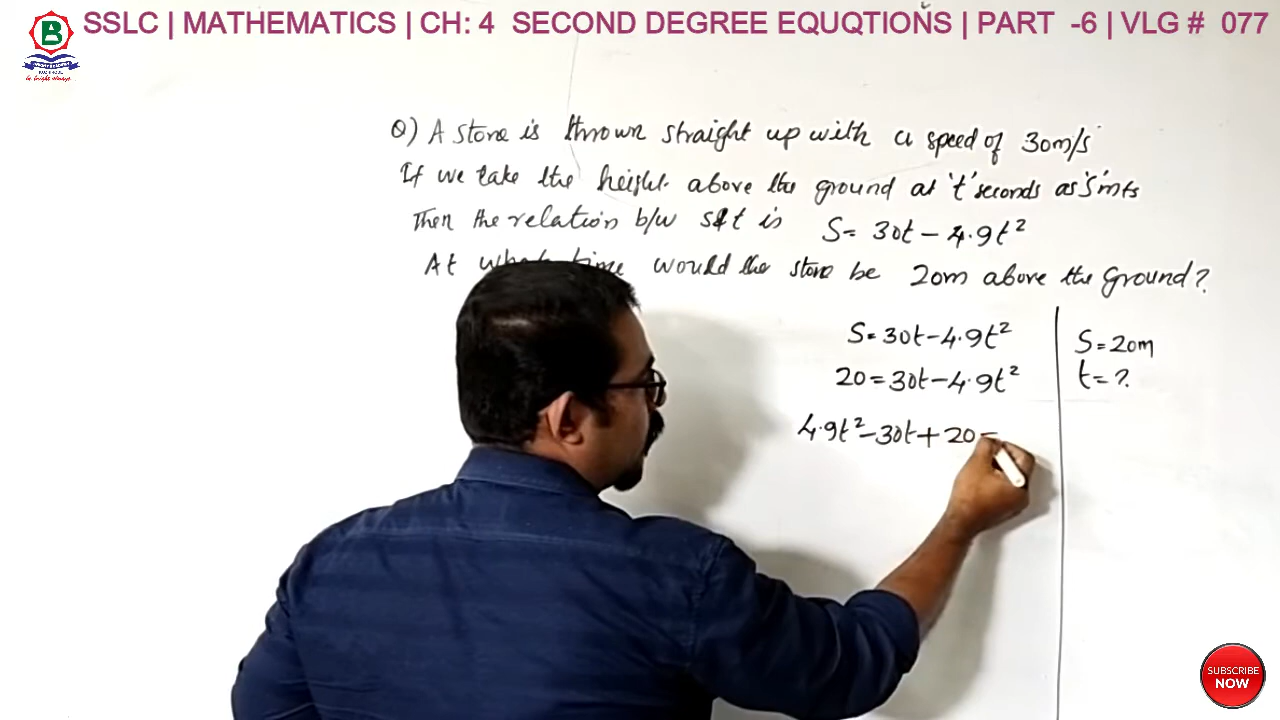 SSLC | MATHEMATICS | CH: 4 SECOND DEGREE EQUQTIONS | PART -6 | VLG # 077
B
Q) A stone is thrown straight up with a speed of 30m/s
If we take the height above the ground at 't' seconds as 's' mts
Then the relation b/w s & t is S = 30t - 4.9t²
At time would the stone be 20m above the Ground?
S = 30t - 4.9t²
20 = 30t - 4.9t²
4.9t² - 30t + 20 =
S = 20m
t = ?
SUBSCRIBE
NOW